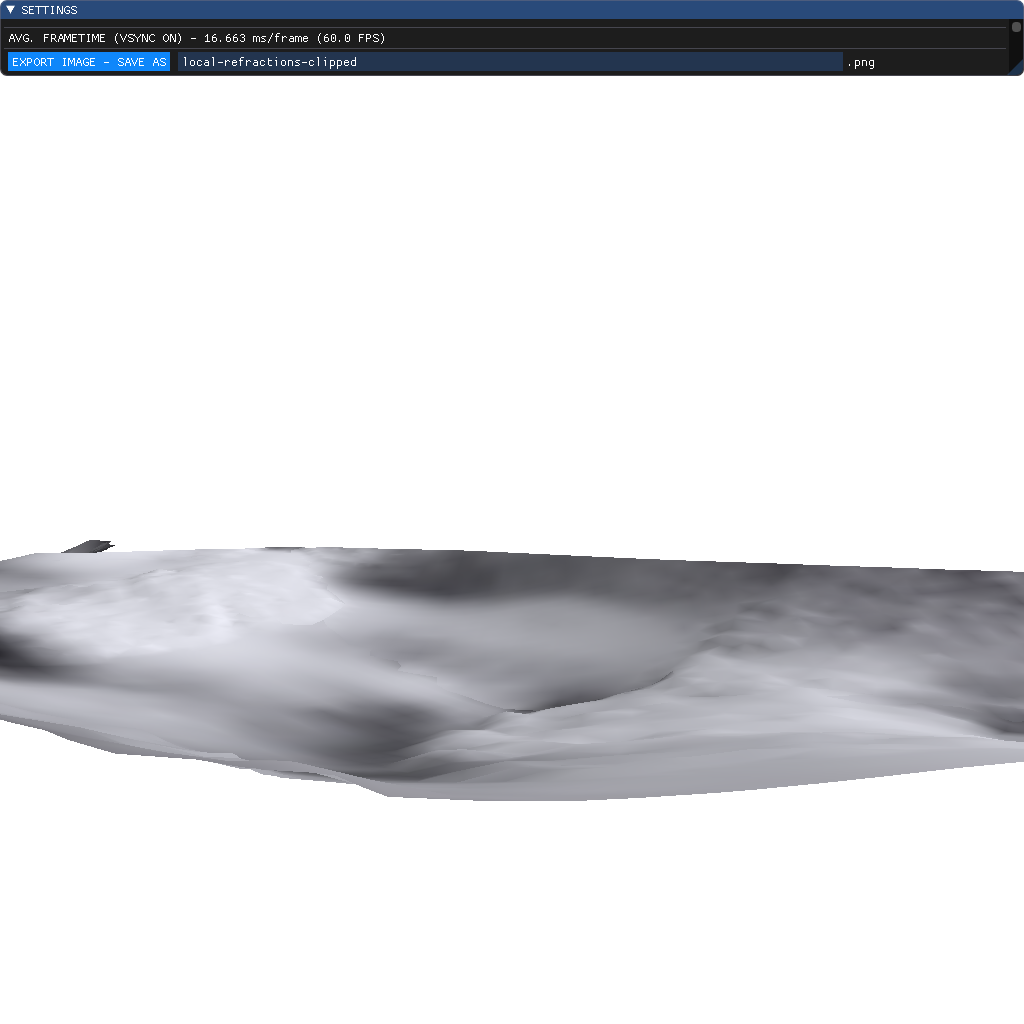 SETTINGS
AVG. FRAMETIME (VSYNC ON) - 16.663 ms/frame (60.0 FPS)
EXPORT IMAGE - SAVE AS local-refractions-clipped .png